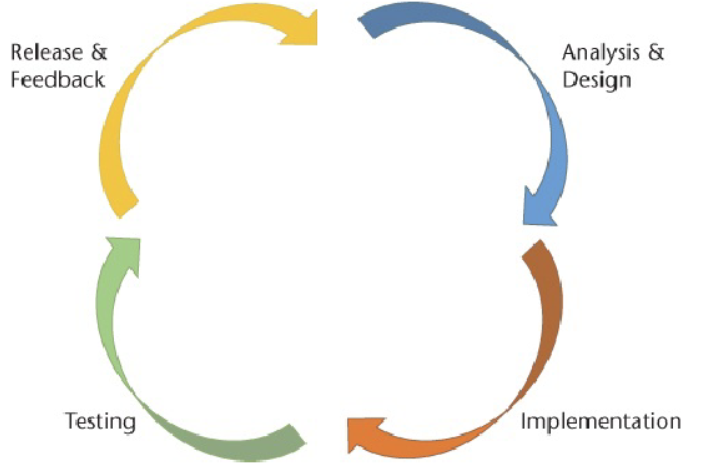 Release &
Feedback
Analysis &
Design
Testing
Implementation